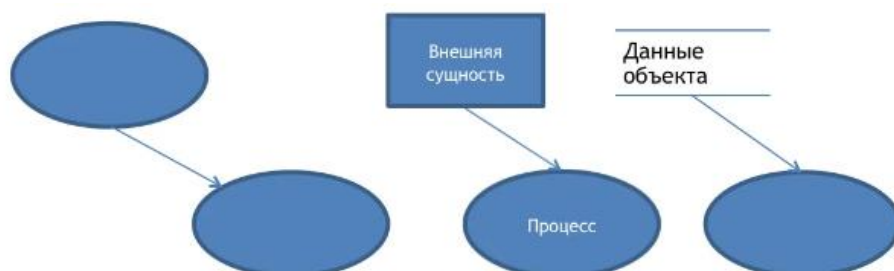 Внешняя
сущность
Данные
объекта
Процесс